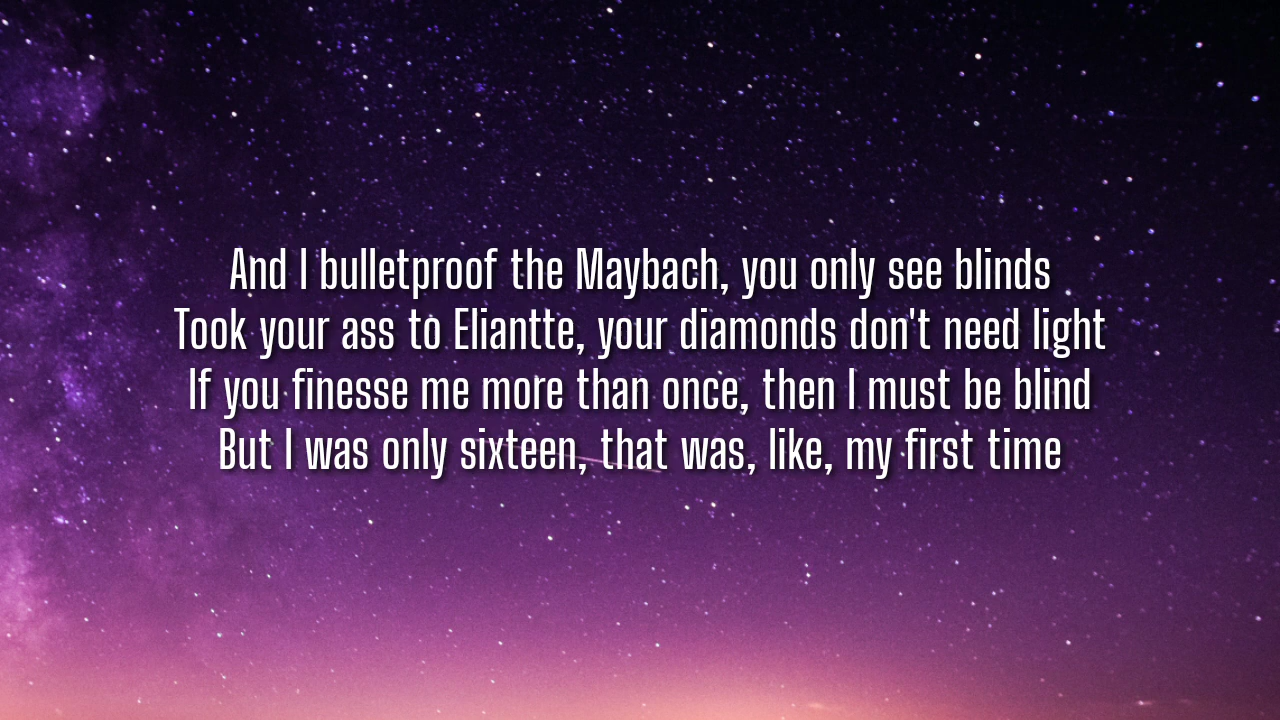 And I bulletproof the Maybach, you only see blinds
Took your ass to Eliantte, your diamonds don't need light
If you finesse me more than once, then I must be blind
But I was only sixteen, that was, like, my first time